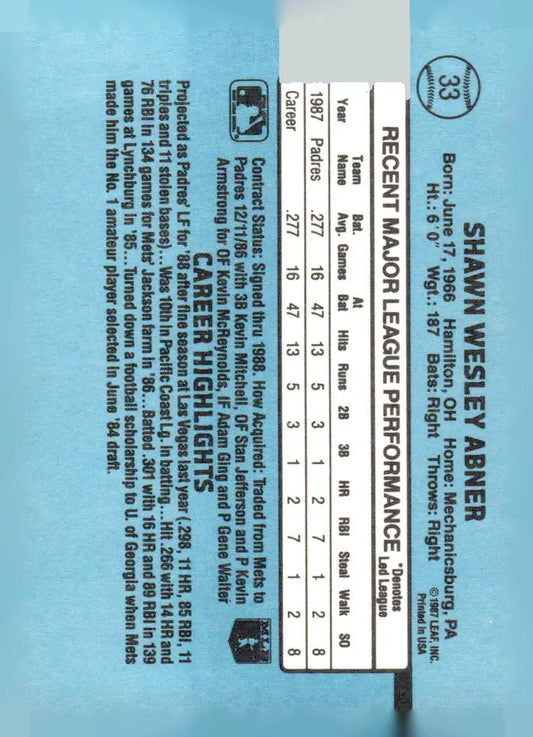 33
SHAWN WESLEY ABNER
Born: June 17, 1966 Hamilton, OH Home: Mechanicsburg, PA
Ht.: 6'0" Wgt.: 187 Bats: Right Throws: Right
©1987 LEAF, INC.
Printed in USA
RECENT MAJOR LEAGUE PERFORMANCE
*Denotes
Led League
Year Team Name Bat. Avg. Games At Bat Hits Runs 2B 3B HR RBI Steal Walk SO
1987 Padres .277 16 47 13 5 3 1 2 7 1 2 8
Career .277 16 47 13 5 3 1 2 7 1 2 8
Contract Status: Signed thru 1988. How Acquired: Traded from Mets to
Padres 12/11/86 with 3B Kevin Mitchell, OF Stan Jefferson and P Kevin
Armstrong for OF Kevin McReynolds, IF Adam Ging and P Gene Walter
CAREER HIGHLIGHTS
Projected as Padres' LF for '88 after fine season at Las Vegas last year (.298, 11 HR, 85 RBI, 11
triples and 11 stolen bases)... Was 10th in Pacific Coast Lg. in batting... Hit .266 with 14 HR and
76 RBI in 134 games for Mets' Jackson farm in '86... Batted .301 with 16 HR and 89 RBI in 139
games at Lynchburg in '85... Turned down a football scholarship to U. of Georgia when Mets
made him the No. 1 amateur player selected in June '84 draft.